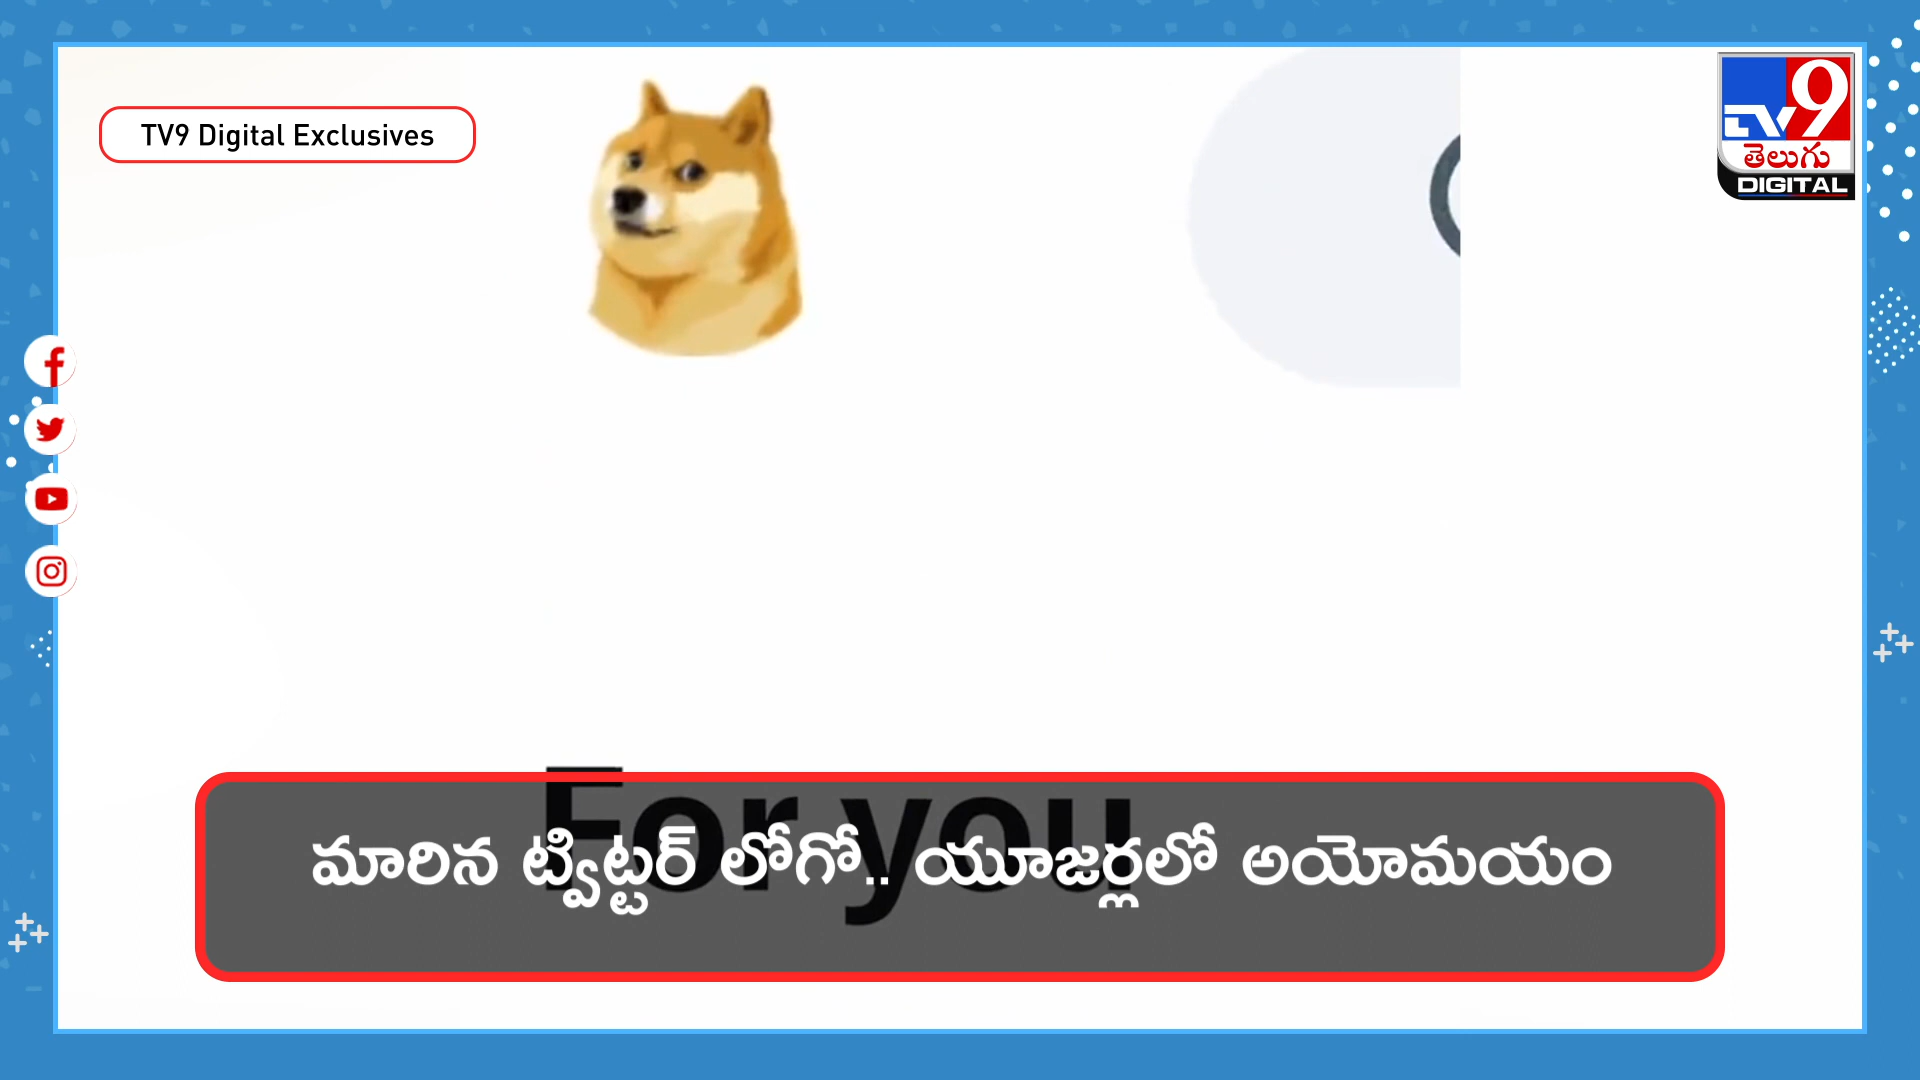 TV9 Digital Exclusives
TV9
తెలుగు
DIGITAL
For you
మారిన ట్విట్టర్ లోగో.. యూజర్లలో అయోమయం